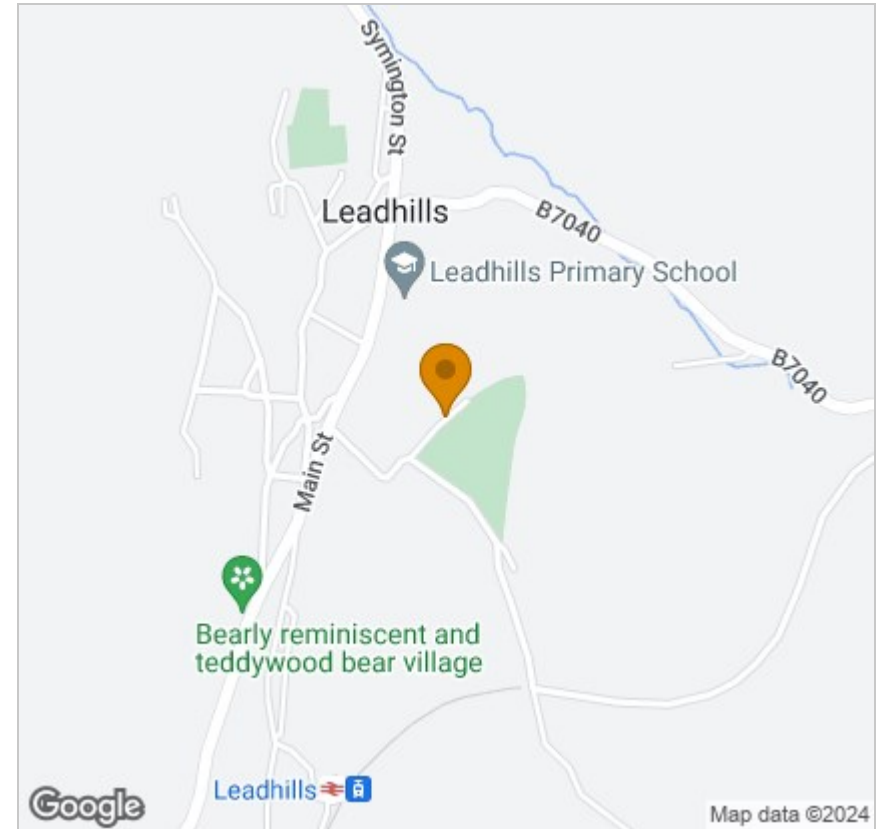 Symington St
Leadhills
B7040
Leadhills Primary School
B7040
Main St
Bearly reminiscent and
teddywood bear village
Leadhills
Google
Map data ©2024